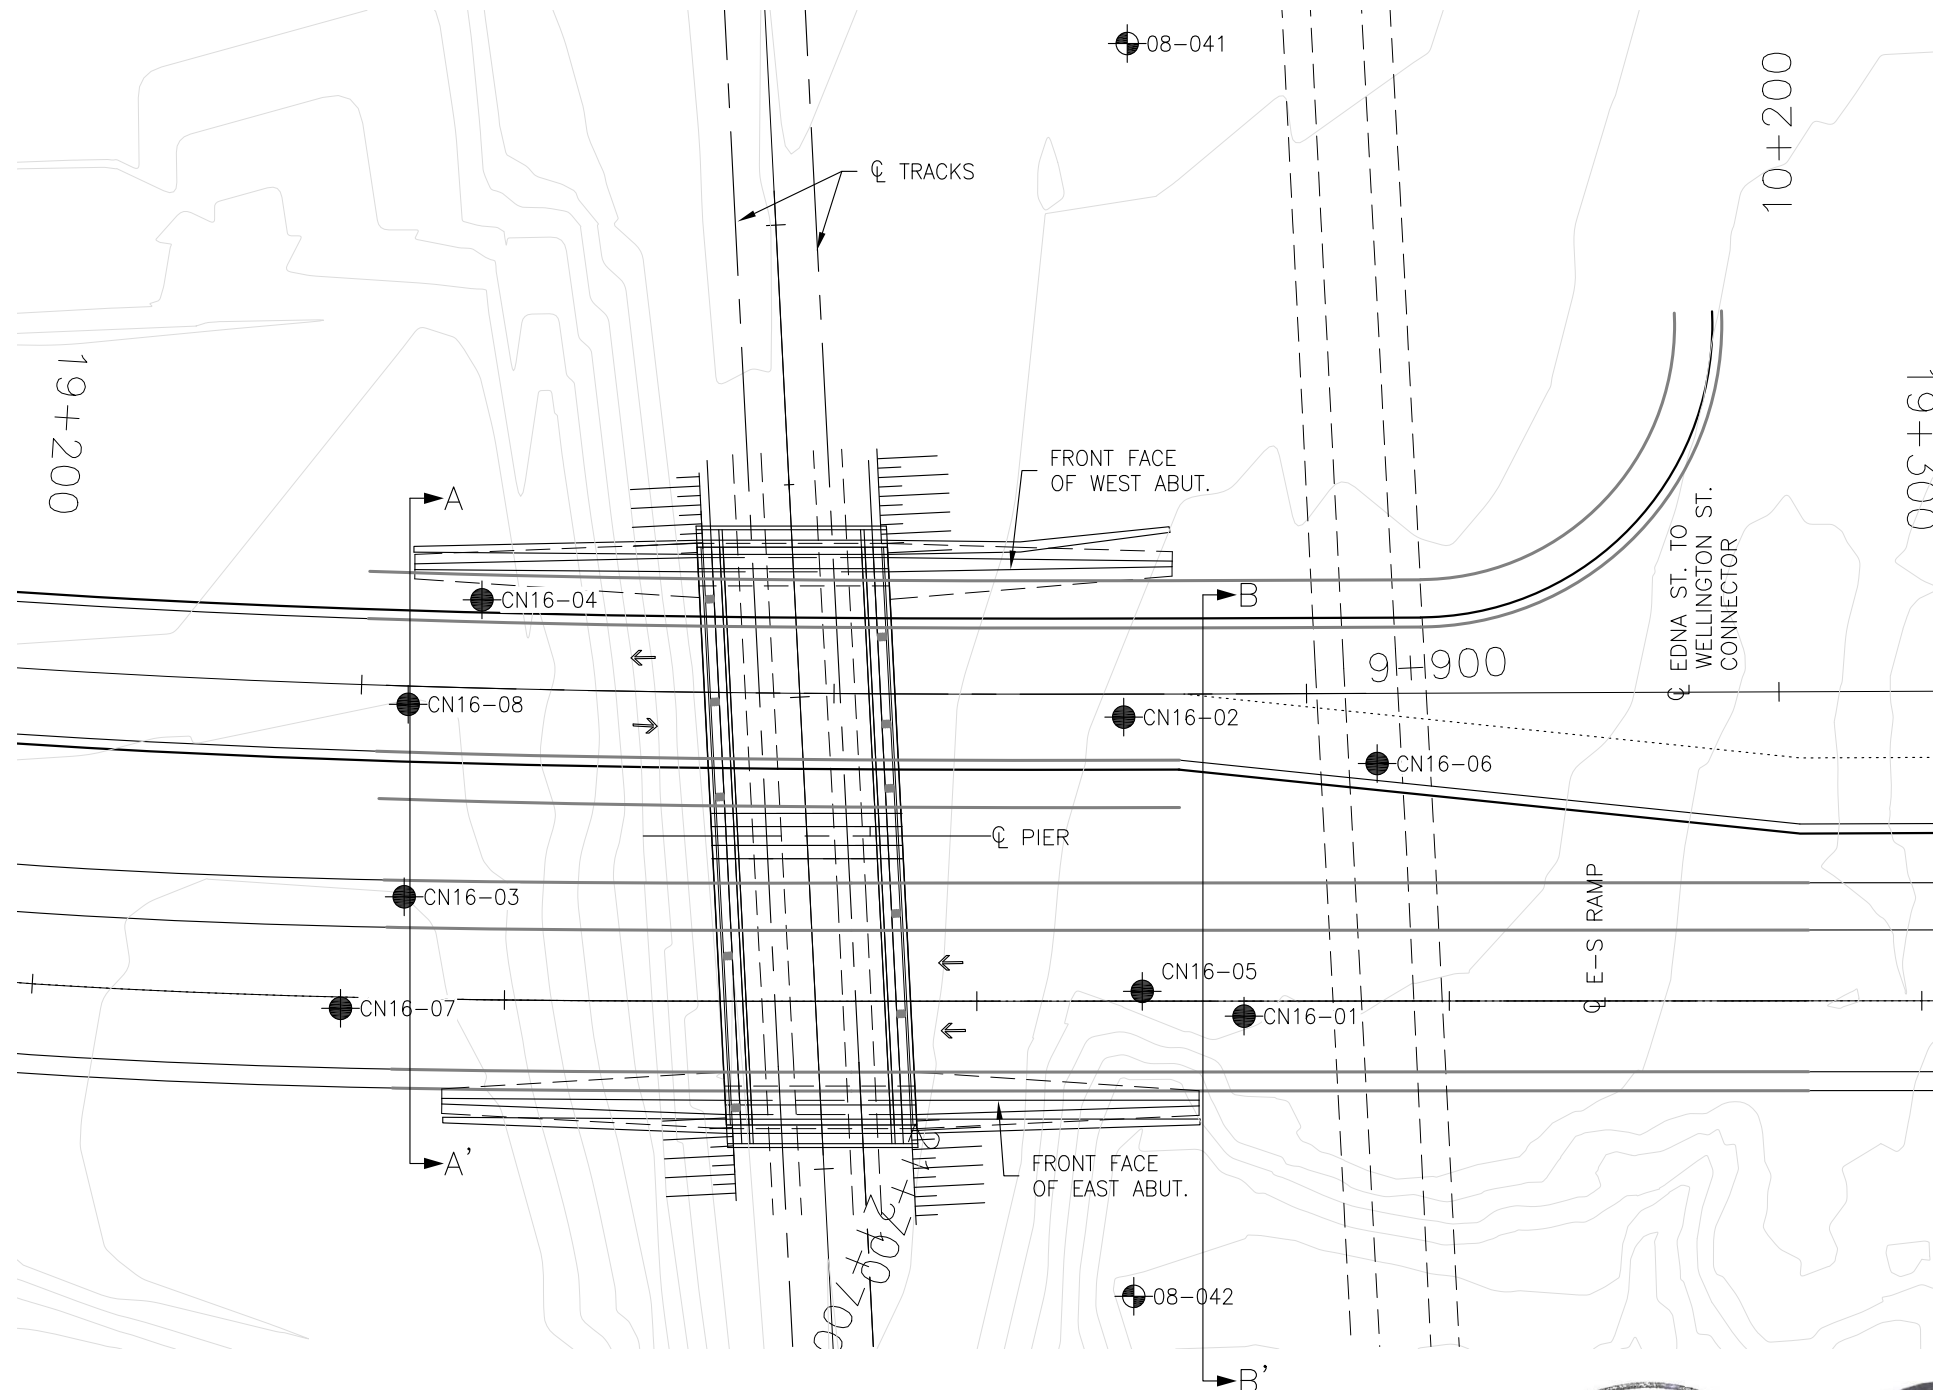 08-041
10+200
℄ TRACKS
19+200
19+300
FRONT FACE
OF WEST ABUT.
A
℄ EDNA ST. TO
WELLINGTON ST.
CONNECTOR
B
CN16-04
9+900
CN16-08
CN16-02
CN16-06
℄ PIER
CN16-03
℄ E-S RAMP
CN16-05
CN16-07
CN16-01
A'
FRONT FACE
OF EAST ABUT.
08-042
B'